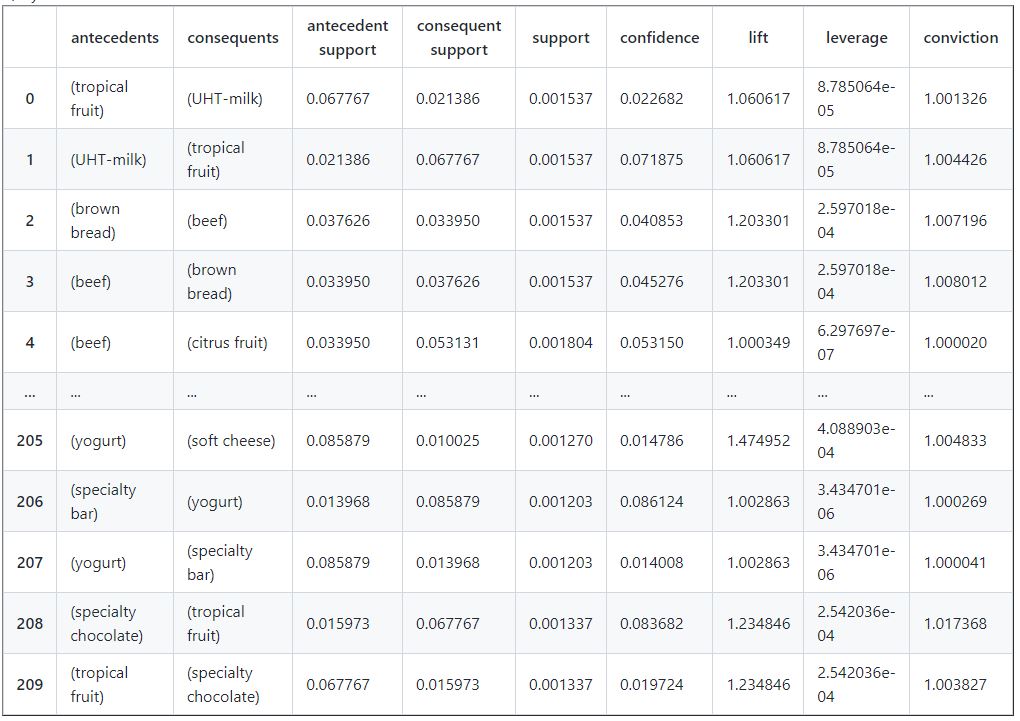 antecedents consequents antecedent support consequent support support confidence lift leverage conviction
0 (tropical fruit) (UHT-milk) 0.067767 0.021386 0.001537 0.022682 1.060617 8.785064e-05 1.001326
1 (UHT-milk) (tropical fruit) 0.021386 0.067767 0.001537 0.071875 1.060617 8.785064e-05 1.004426
2 (brown bread) (beef) 0.037626 0.033950 0.001537 0.040853 1.203301 2.597018e-04 1.007196
3 (beef) (brown bread) 0.033950 0.037626 0.001537 0.045276 1.203301 2.597018e-04 1.008012
4 (beef) (citrus fruit) 0.033950 0.053131 0.001804 0.053150 1.000349 6.297697e-07 1.000020
... ... ... ... ... ... ... ... ... ...
205 (yogurt) (soft cheese) 0.085879 0.010025 0.001270 0.014786 1.474952 4.088903e-04 1.004833
206 (specialty bar) (yogurt) 0.013968 0.085879 0.001203 0.086124 1.002863 3.434701e-06 1.000269
207 (yogurt) (specialty bar) 0.085879 0.013968 0.001203 0.014008 1.002863 3.434701e-06 1.000041
208 (specialty chocolate) (tropical fruit) 0.015973 0.067767 0.001337 0.083682 1.234846 2.542036e-04 1.017368
209 (tropical fruit) (specialty chocolate) 0.067767 0.015973 0.001337 0.019724 1.234846 2.542036e-04 1.003827